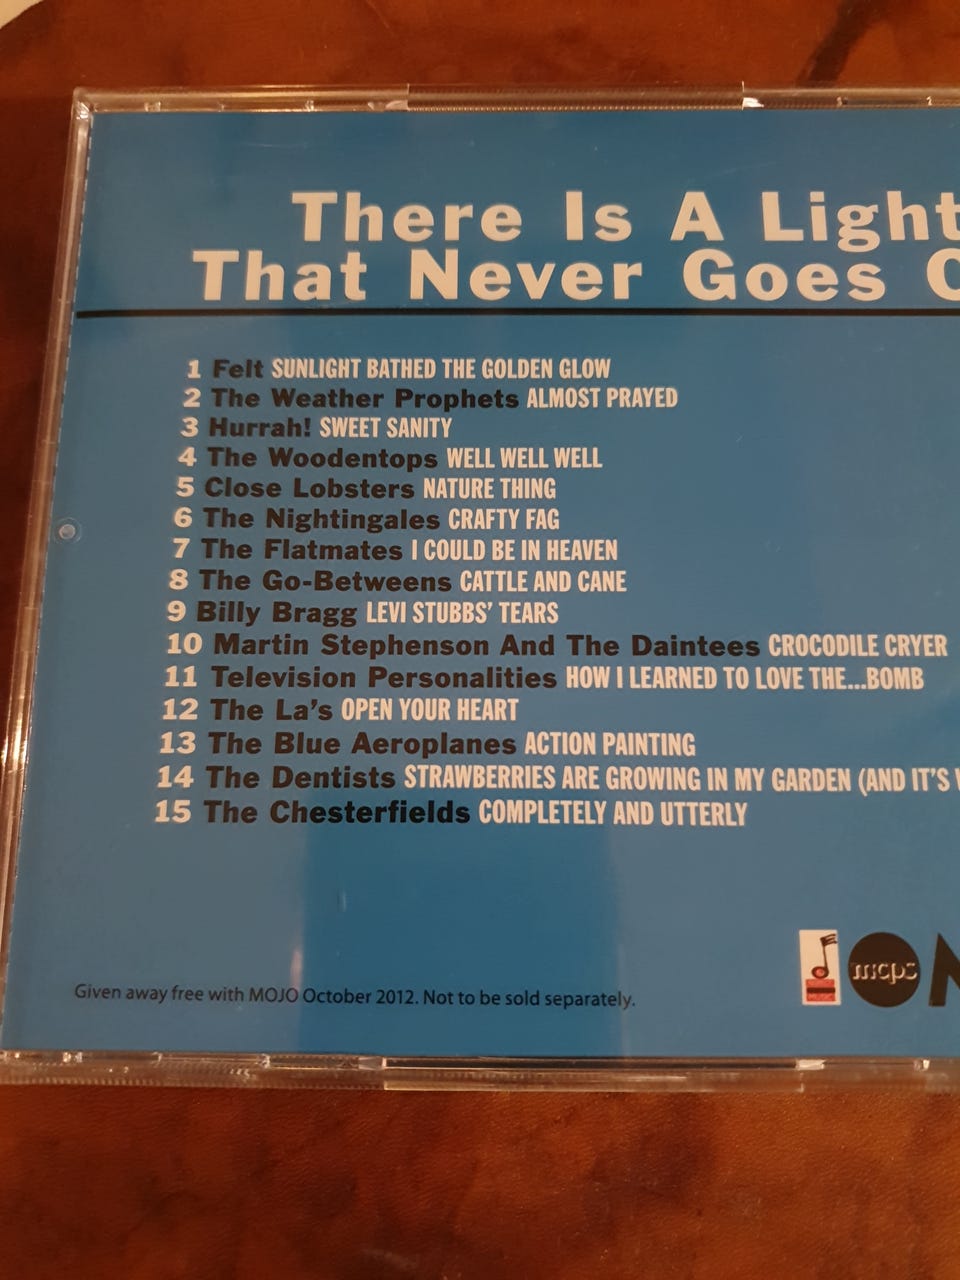 There Is A Light
That Never Goes
1 Felt SUNLIGHT BATHED THE GOLDEN GLOW
2 The Weather Prophets ALMOST PRAYED
3 Hurrah! SWEET SANITY
4 The Woodentops WELL WELL WELL
5 Close Lobsters NATURE THING
6 The Nightingales CRAFTY FAG
7 The Flatmates I COULD BE IN HEAVEN
8 The Go-Betweens CATTLE AND CANE
9 Billy Bragg LEVI STUBBS' TEARS
10 Martin Stephenson And The Daintees CROCODILE CRYER
11 Television Personalities HOW I LEARNED TO LOVE THE...BOMB
12 The La's OPEN YOUR HEART
13 The Blue Aeroplanes ACTION PAINTING
14 The Dentists STRAWBERRIES ARE GROWING IN MY GARDEN (AND IT'S
15 The Chesterfields COMPLETELY AND UTTERLY
mcps
Given away free with MOJO October 2012. Not to be sold separately.